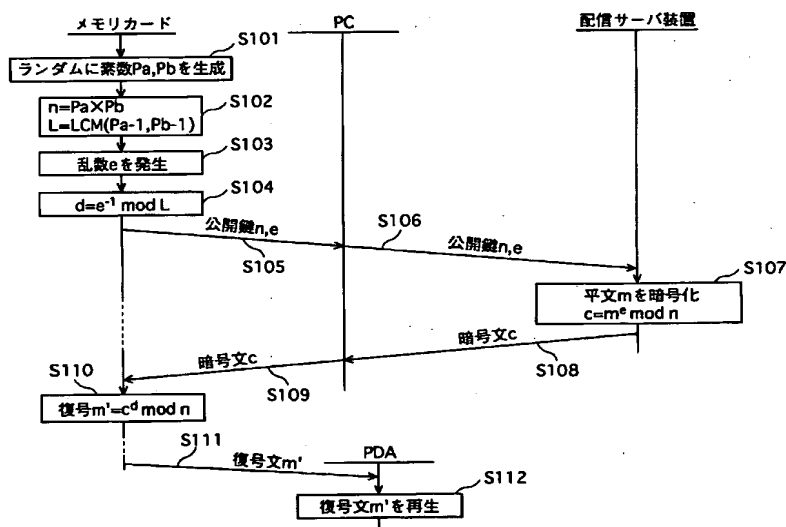 メモリカード
PC
配信サーバ装置
S101
ランダムに素数Pa,Pbを生成
S102
n=Pa×Pb
L=LCM(Pa-1,Pb-1)
S103
乱数eを発生
S104
d=e⁻¹ mod L
公開鍵n,e
S105
S106
公開鍵n,e
S107
平文mを暗号化
c=mᵉ mod n
暗号文c
S108
暗号文c
S109
S110
復号m'=cᵈ mod n
S111
復号文m'
PDA
S112
復号文m'を再生